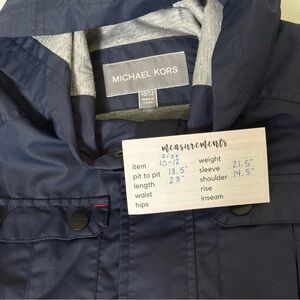 MICHAEL KORS
10/12
measurements
size
item 10-12 weight
pit to pit 18.5" sleeve 21.5"
length 23" shoulder 14.5"
waist rise
hips inseam